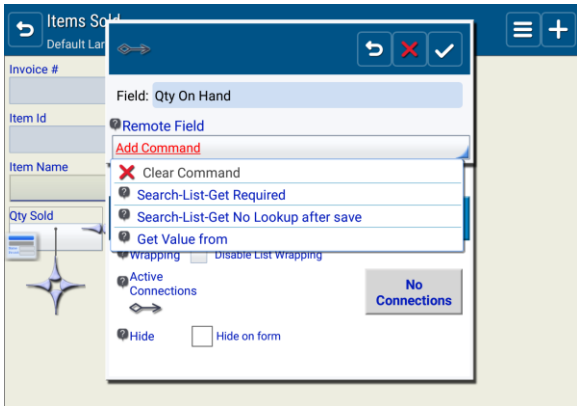 Items So
Default Lan
Invoice #
Item Id
Item Name
Qty Sold
Field: Qty On Hand
Remote Field
Add Command
Clear Command
Search-List-Get Required
Search-List-Get No Lookup after save
Get Value from
Wrapping Disable List Wrapping
Active
Connections
No
Connections
Hide Hide on form